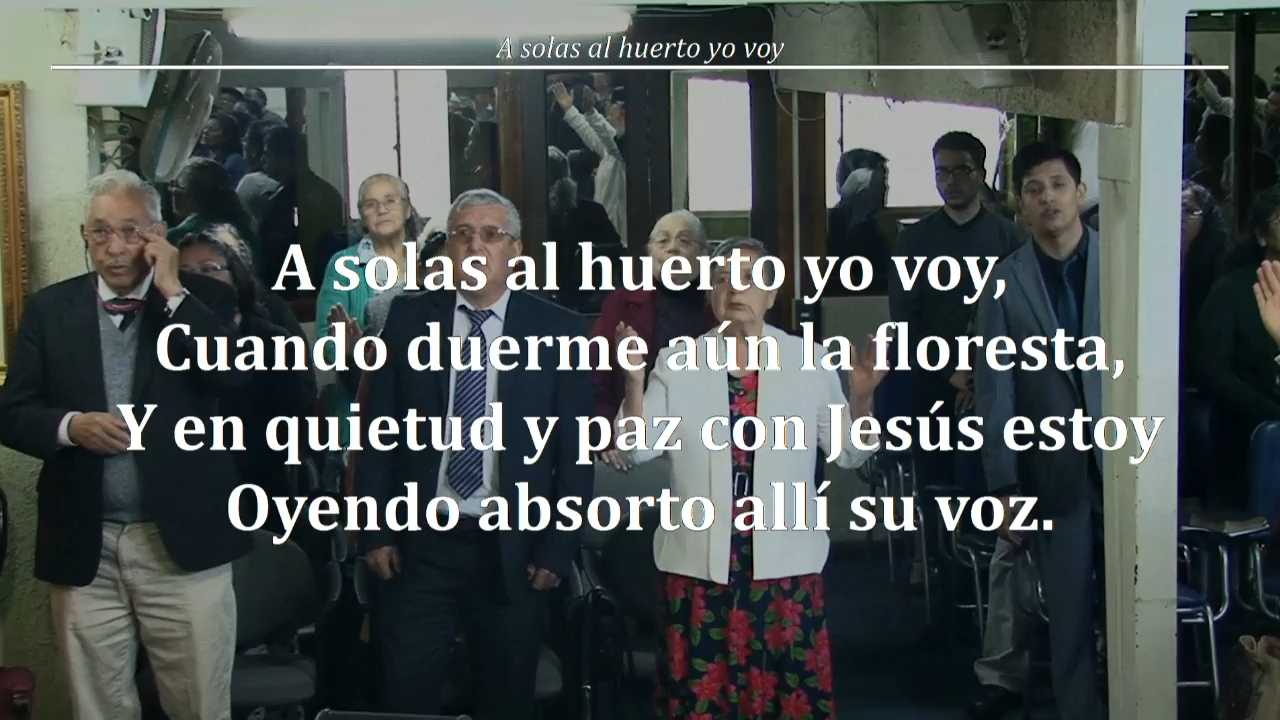 A solas al huerto yo voy
A solas al huerto yo voy,
Cuando duerme aún la floresta,
Y en quietud y paz con Jesús estoy
Oyendo absorto allí su voz.